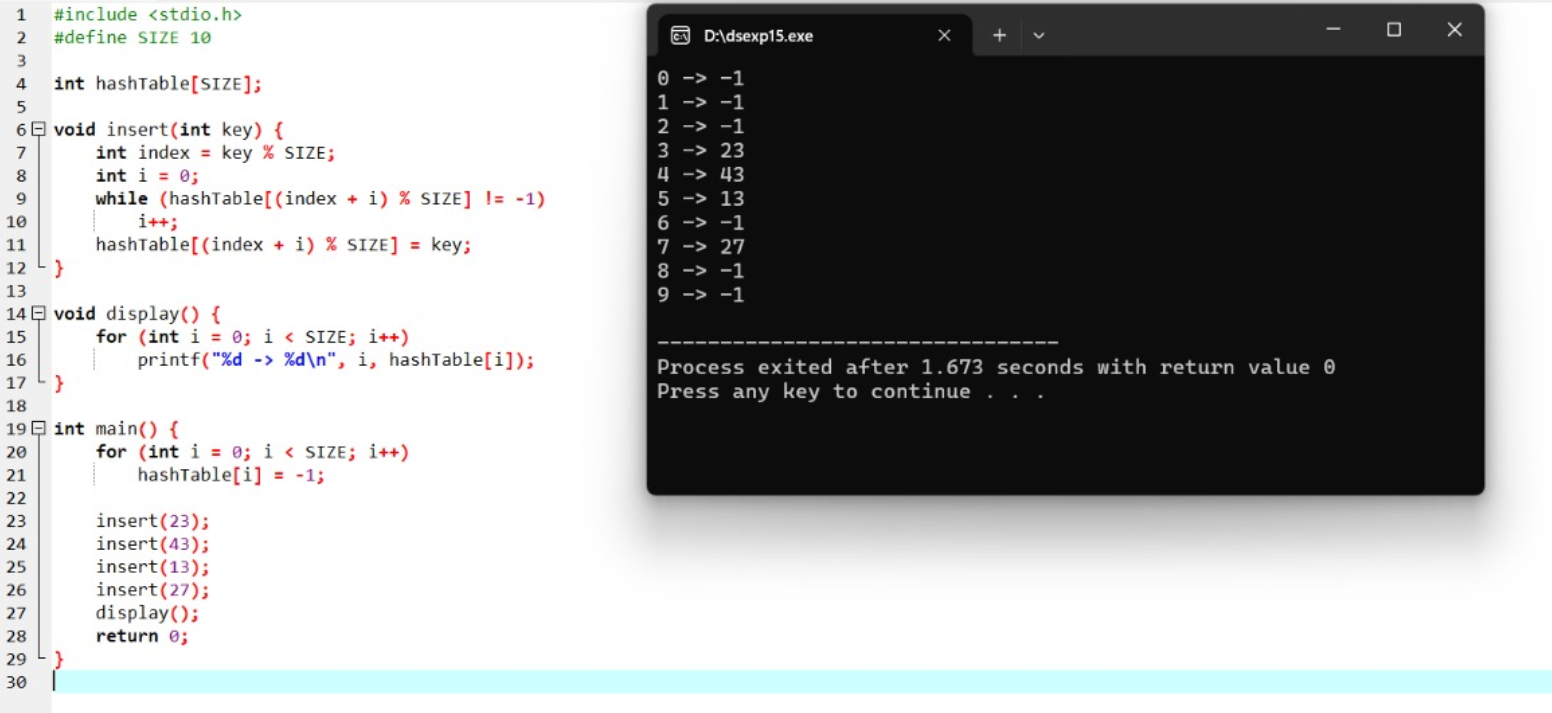 1 #include <stdio.h>
2 #define SIZE 10
3
4 int hashTable[SIZE];
5
6 void insert(int key) {
7     int index = key % SIZE;
8     int i = 0;
9     while (hashTable[(index + i) % SIZE] != -1)
10         i++;
11     hashTable[(index + i) % SIZE] = key;
12 }
13
14 void display() {
15     for (int i = 0; i < SIZE; i++)
16         printf("%d -> %d\n", i, hashTable[i]);
17 }
18
19 int main() {
20     for (int i = 0; i < SIZE; i++)
21         hashTable[i] = -1;
22
23     insert(23);
24     insert(43);
25     insert(13);
26     insert(27);
27     display();
28     return 0;
29 }
30
D:\dsexp15.exe
0 -> -1
1 -> -1
2 -> -1
3 -> 23
4 -> 43
5 -> 13
6 -> -1
7 -> 27
8 -> -1
9 -> -1
--------------------------------
Process exited after 1.673 seconds with return value 0
Press any key to continue . . .